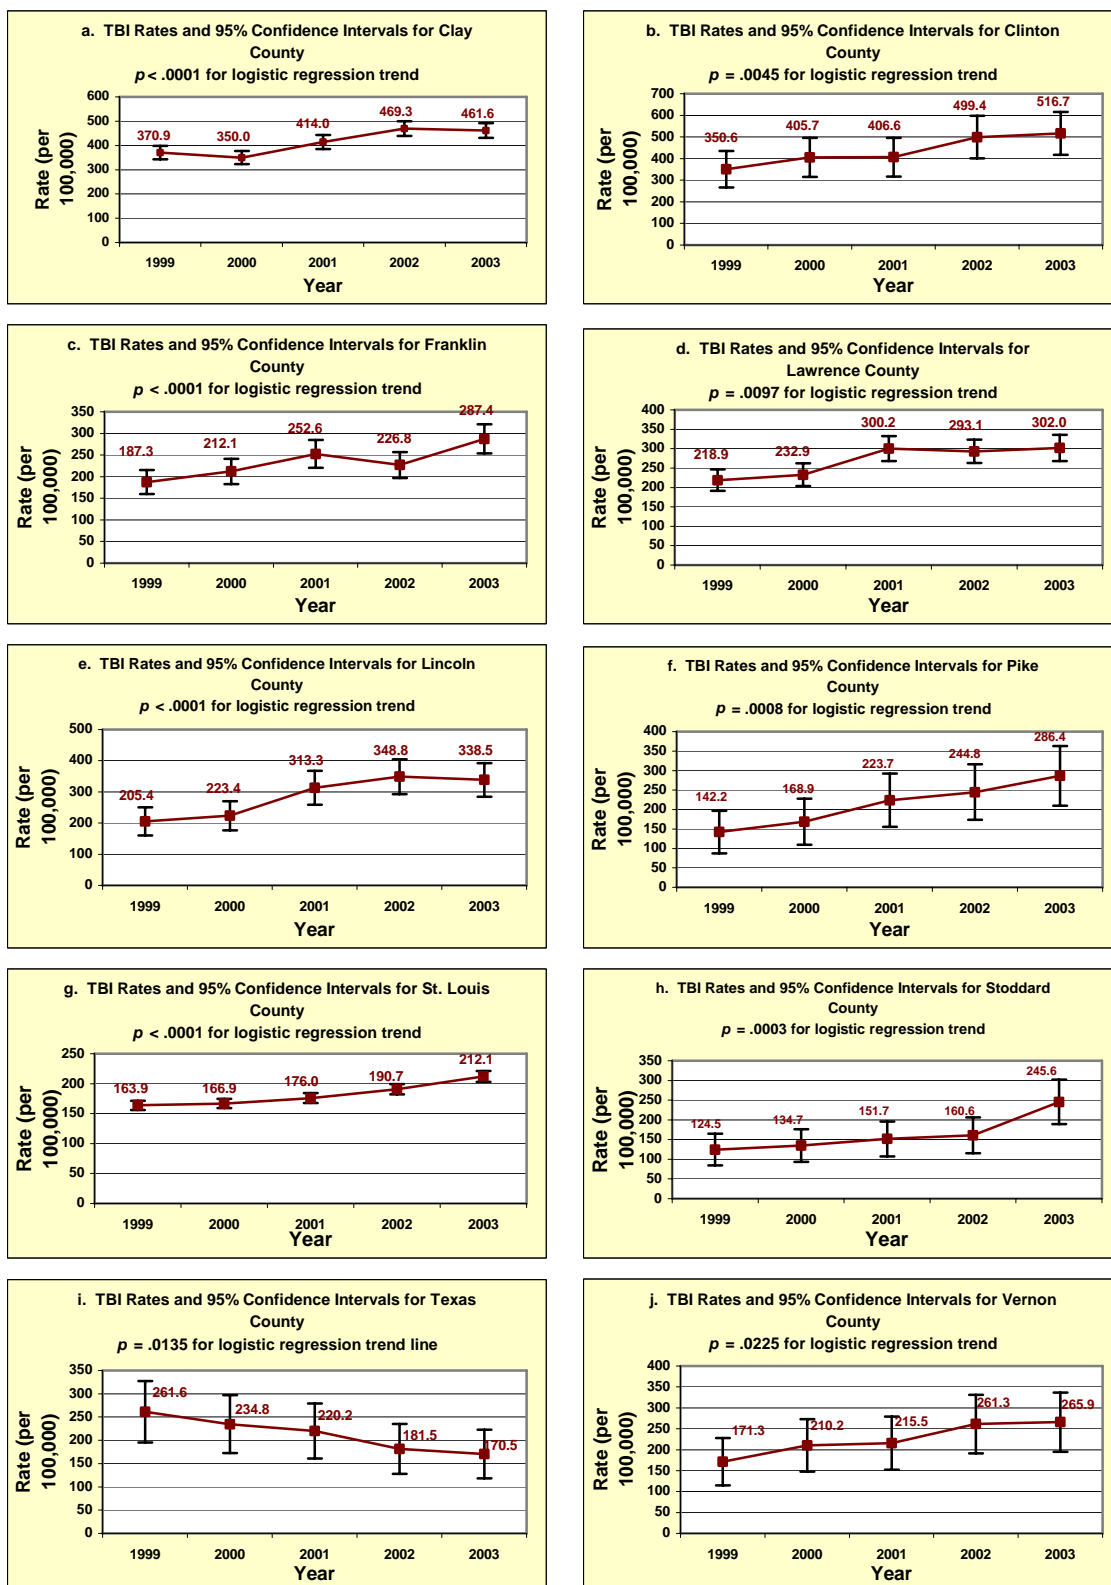 a. TBI Rates and 95% Confidence Intervals for Clay
County
p < .0001 for logistic regression trend
600
500
400
300
200
100
0
370.9
350.0
414.0
469.3
461.6
Rate (per
100,000)
1999 2000 2001 2002 2003
Year
b. TBI Rates and 95% Confidence Intervals for Clinton
County
p = .0045 for logistic regression trend
700
600
500
400
300
200
100
0
350.6
405.7
406.6
499.4
516.7
Rate (per
100,000)
1999 2000 2001 2002 2003
Year
c. TBI Rates and 95% Confidence Intervals for Franklin
County
p < .0001 for logistic regression trend
350
300
250
200
150
100
50
0
187.3
212.1
252.6
226.8
287.4
Rate (per
100,000)
1999 2000 2001 2002 2003
Year
d. TBI Rates and 95% Confidence Intervals for
Lawrence County
p = .0097 for logistic regression trend
400
350
300
250
200
150
100
50
0
218.9
232.9
300.2
293.1
302.0
Rate (per
100,000)
1999 2000 2001 2002 2003
Year
e. TBI Rates and 95% Confidence Intervals for Lincoln
County
p < .0001 for logistic regression trend
500
400
300
200
100
0
205.4
223.4
313.3
348.8
338.5
Rate (per
100,000)
1999 2000 2001 2002 2003
Year
f. TBI Rates and 95% Confidence Intervals for Pike
County
p = .0008 for logistic regression trend
400
350
300
250
200
150
100
50
0
142.2
168.9
223.7
244.8
286.4
Rate (per
100,000)
1999 2000 2001 2002 2003
Year
g. TBI Rates and 95% Confidence Intervals for St. Louis
County
p < .0001 for logistic regression trend
250
200
150
100
50
0
163.9
166.9
176.0
190.7
212.1
Rate (per
100,000)
1999 2000 2001 2002 2003
Year
h. TBI Rates and 95% Confidence Intervals for Stoddard
County
p = .0003 for logistic regression trend
350
300
250
200
150
100
50
0
124.5
134.7
151.7
160.6
245.6
Rate (per
100,000)
1999 2000 2001 2002 2003
Year
i. TBI Rates and 95% Confidence Intervals for Texas
County
p = .0135 for logistic regression trend line
350
300
250
200
150
100
50
0
261.6
234.8
220.2
181.5
170.5
Rate (per
100,000)
1999 2000 2001 2002 2003
Year
j. TBI Rates and 95% Confidence Intervals for Vernon
County
p = .0225 for logistic regression trend
400
350
300
250
200
150
100
50
0
171.3
210.2
215.5
261.3
265.9
Rate (per
100,000)
1999 2000 2001 2002 2003
Year